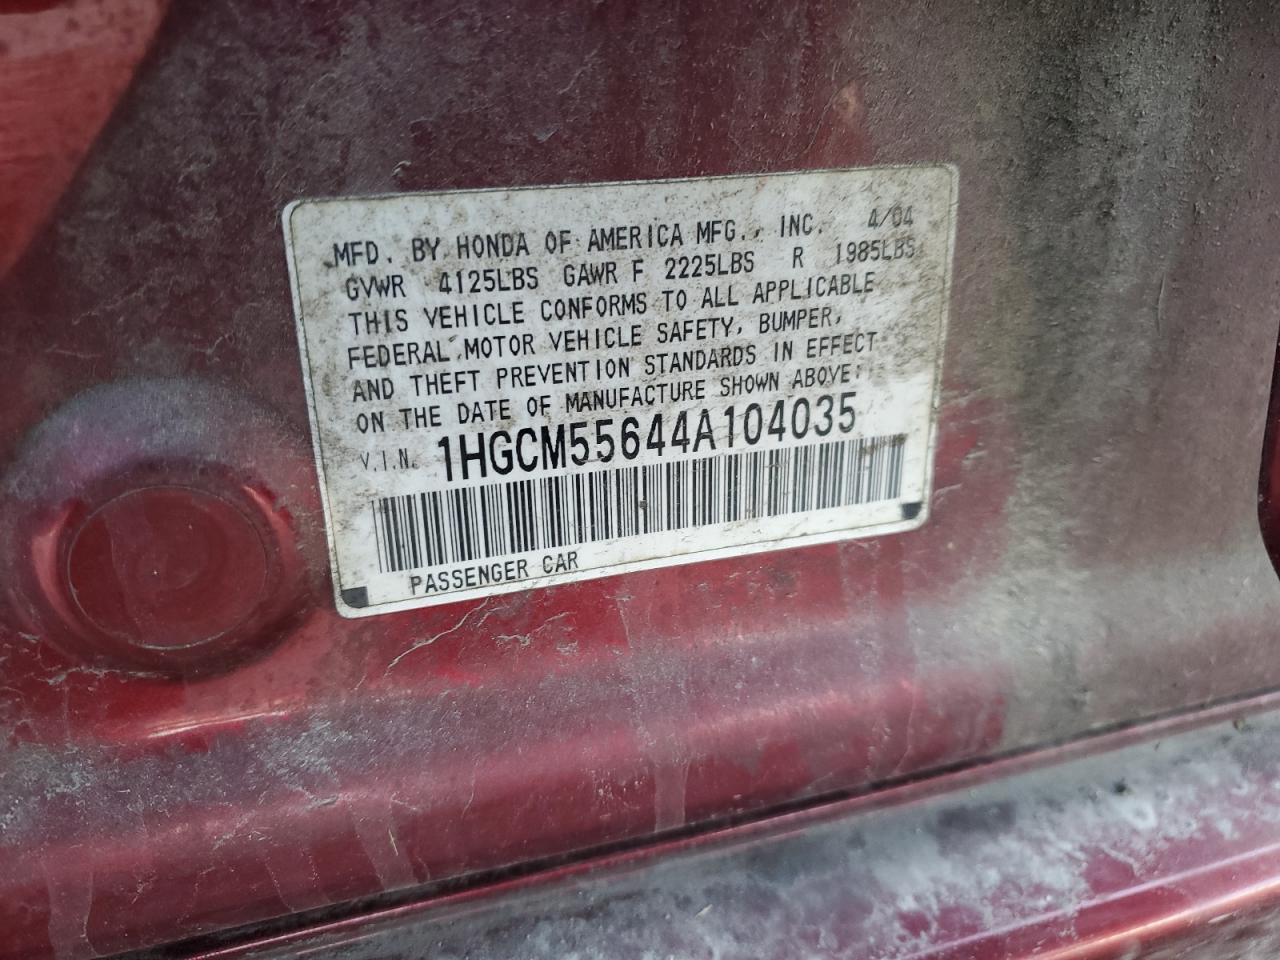 MFD. BY HONDA OF AMERICA MFG., INC. 4/04
GVWR 4125LBS GAWR F 2225LBS R 1985LBS
THIS VEHICLE CONFORMS TO ALL APPLICABLE
FEDERAL MOTOR VEHICLE SAFETY, BUMPER,
AND THEFT PREVENTION STANDARDS IN EFFECT
ON THE DATE OF MANUFACTURE SHOWN ABOVE.
V.I.N. 1HGCM55644A104035
PASSENGER CAR